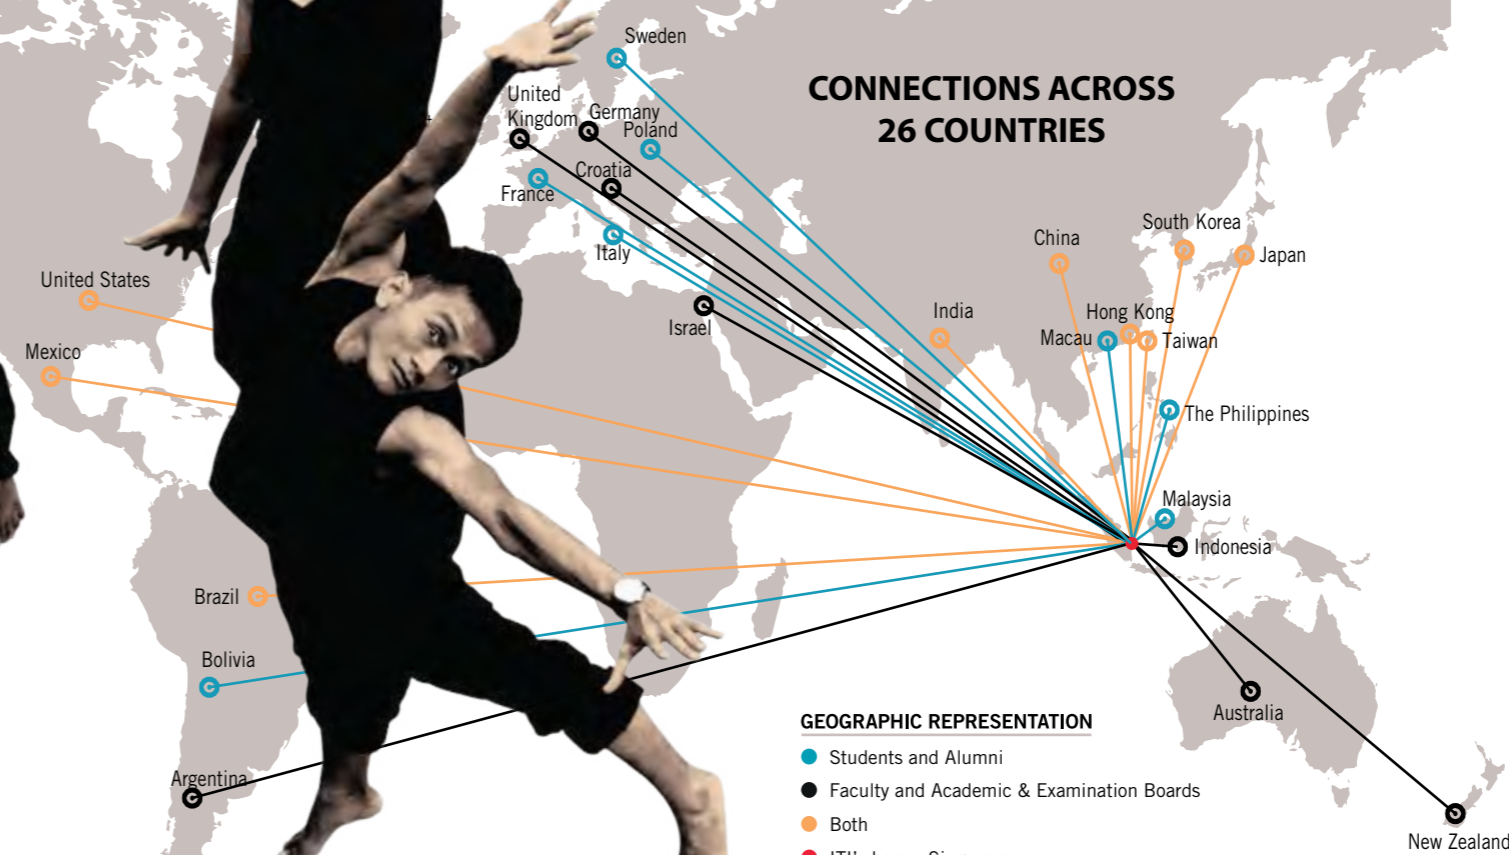 Sweden
CONNECTIONS ACROSS
26 COUNTRIES
United
Kingdom
Germany
Poland
Croatia
France
Italy
Israel
South Korea
China
Japan
United States
India
Hong Kong
Macau
Taiwan
Mexico
The Philippines
Malaysia
Indonesia
Brazil
Bolivia
Australia
Argentina
New Zealand
GEOGRAPHIC REPRESENTATION
Students and Alumni
Faculty and Academic & Examination Boards
Both